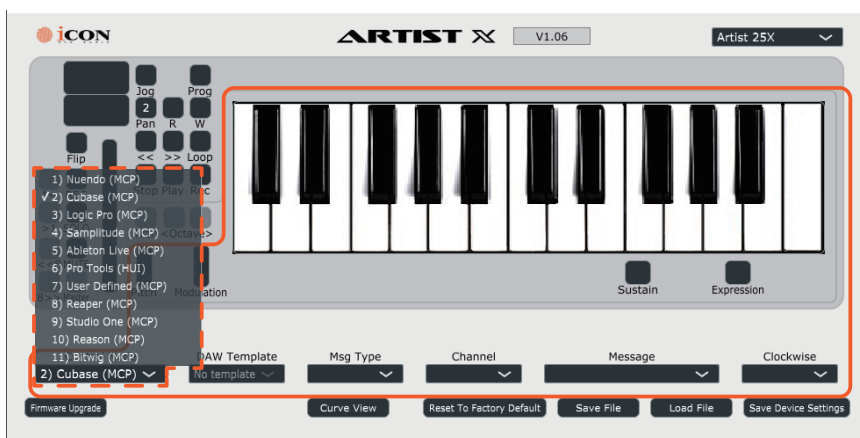 iCON
PRO AUDIO
ARTIST X
V1.06
Artist 25X
Jog
Prog
2
Pan R W
Flip
<< >> Loop
1) Nuendo (MCP)
Stop Play Rec
✓ 2) Cubase (MCP)
3) Logic Pro (MCP)
4) Samplitude (MCP)
<Octave>
5) Ableton Live (MCP)
6) Pro Tools (HUI)
7) User Defined (MCP)
Pitch Modulation
Sustain
Expression
8) Reaper (MCP)
9) Studio One (MCP)
10) Reason (MCP)
11) Bitwig (MCP)
DAW Template
Msg Type
Channel
Message
Clockwise
2) Cubase (MCP)
No template
Firmware Upgrade
Curve View
Reset To Factory Default
Save File
Load File
Save Device Settings